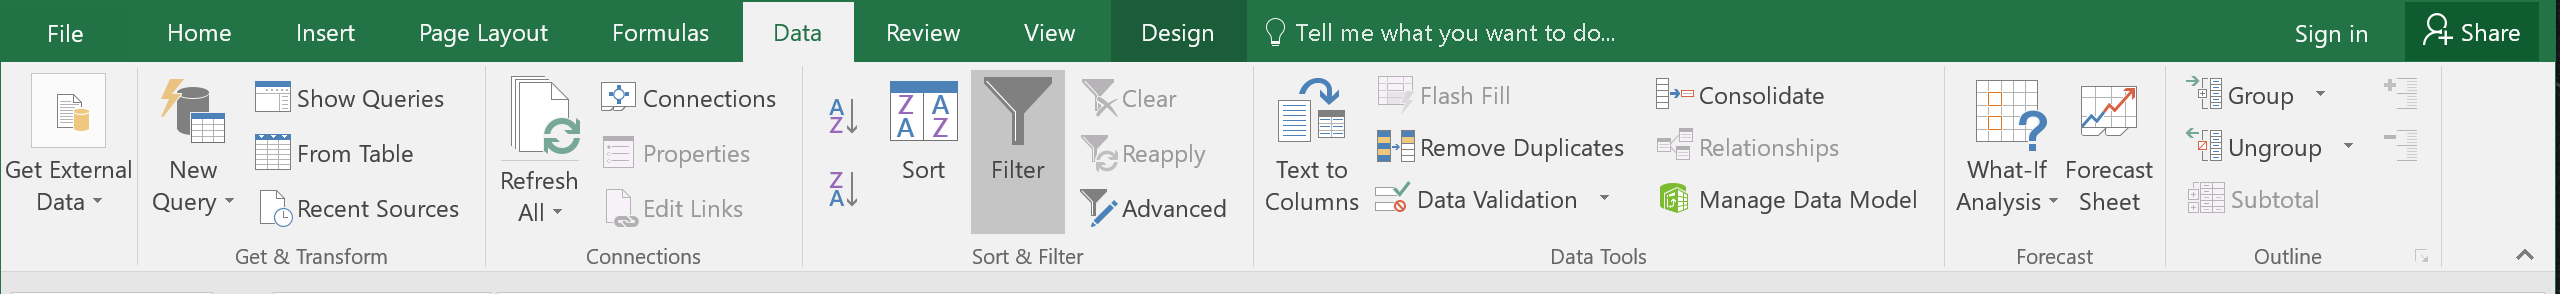 File Home Insert Page Layout Formulas Data Review View Design Tell me what you want to do... Sign in Share
Get External
Data
New
Query
Show Queries
From Table
Recent Sources
Get & Transform
Refresh
All
Connections
Properties
Edit Links
Connections
A
Z
Z
A
Z A
A Z
Sort
Filter
Clear
Reapply
Advanced
Sort & Filter
Text to
Columns
Flash Fill
Remove Duplicates
Data Validation
Consolidate
Relationships
Manage Data Model
Data Tools
What-If
Analysis
Forecast
Sheet
Forecast
Group
Ungroup
Subtotal
Outline